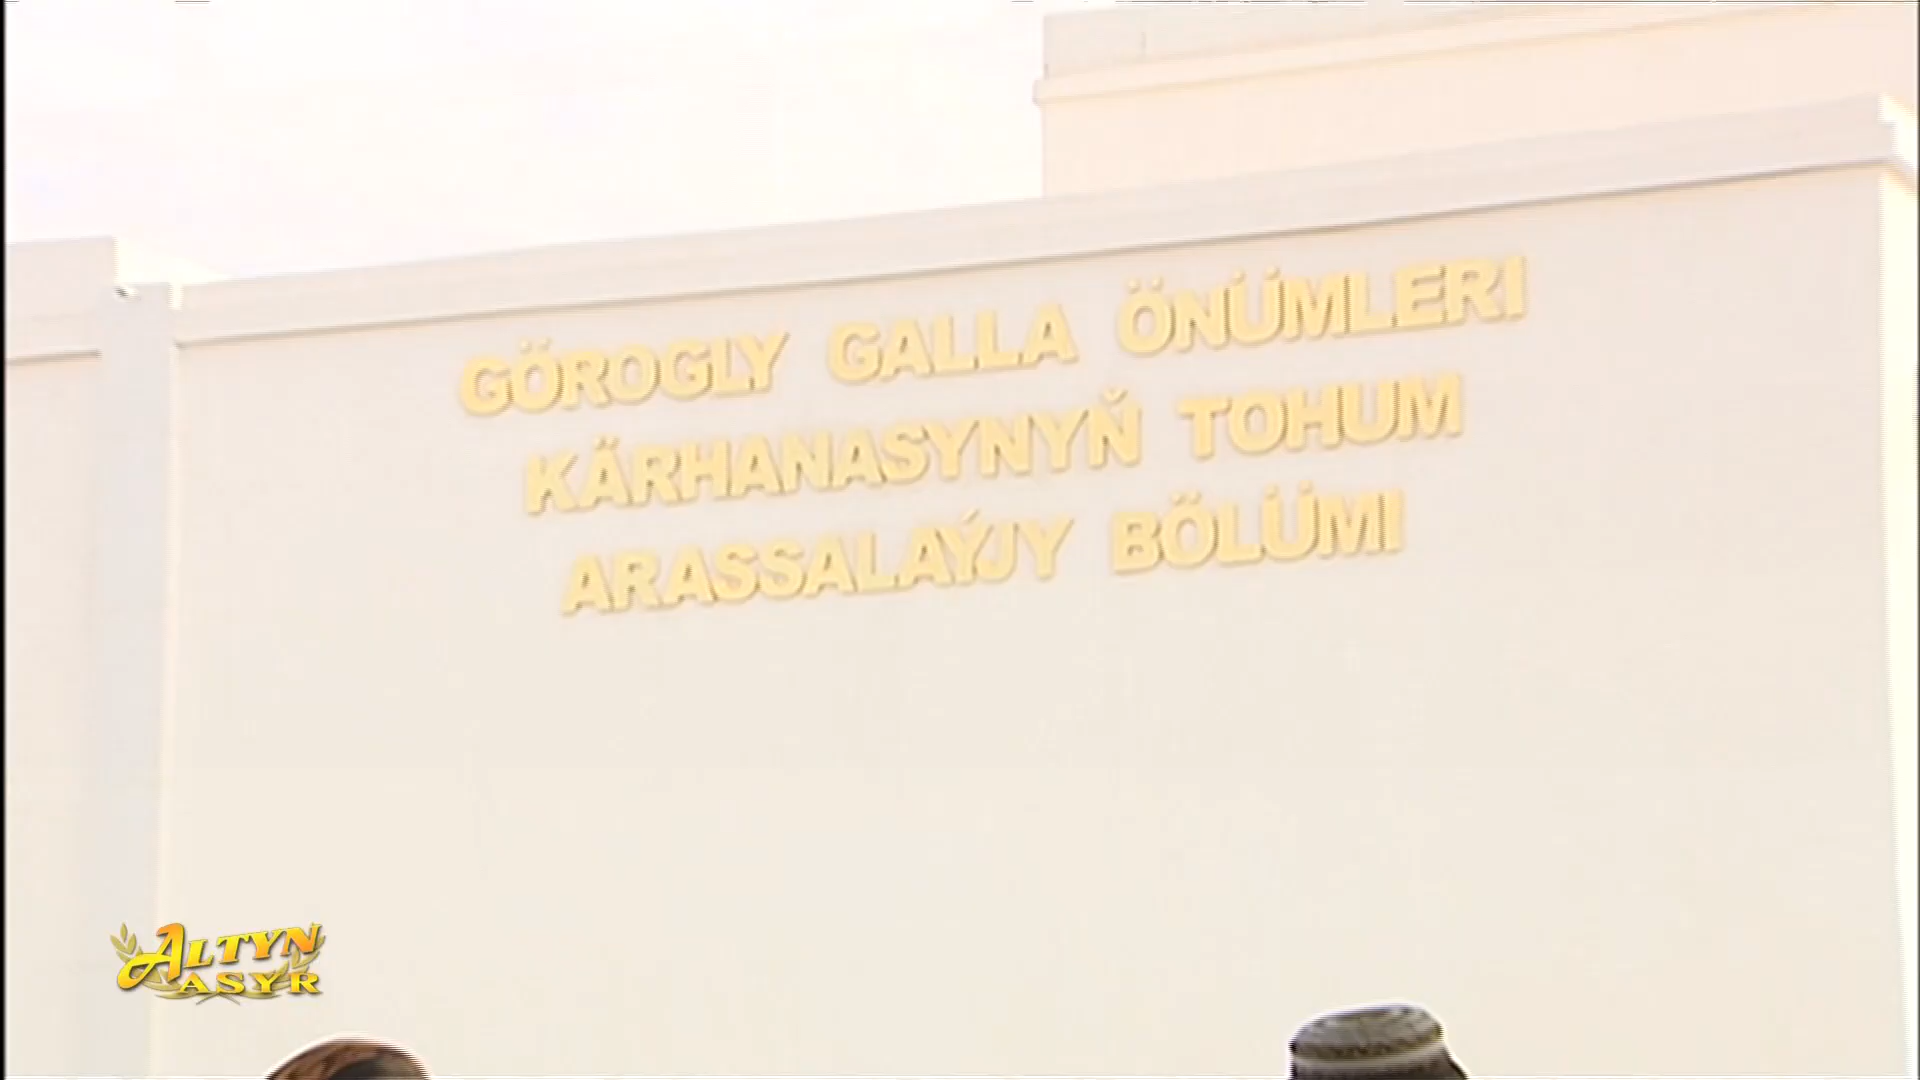 GÖROGLY GALLA ÖNÜMLERI
KÄRHANASYNYŇ TOHUM
ARASSALAÝJY BÖLÜMI
ALTYN
ASYR